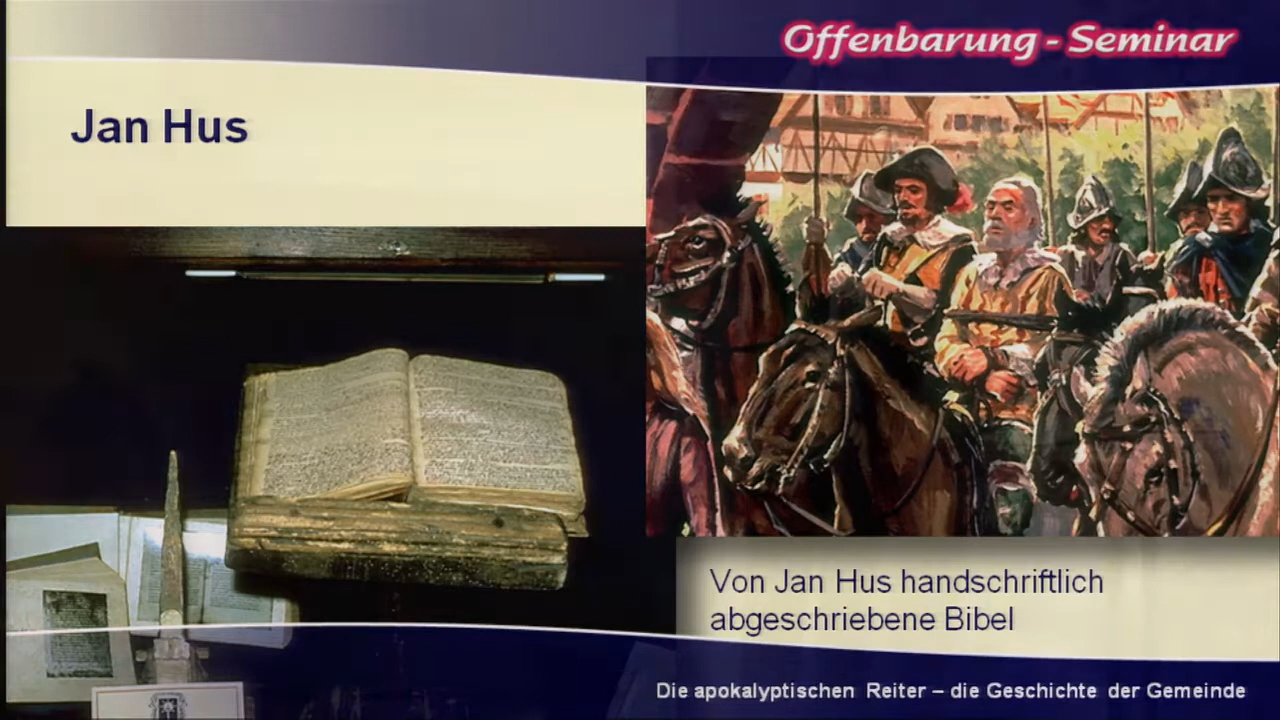 Offenbarung - Seminar
Jan Hus
Von Jan Hus handschriftlich
abgeschriebene Bibel
Die apokalyptischen Reiter – die Geschichte der Gemeinde